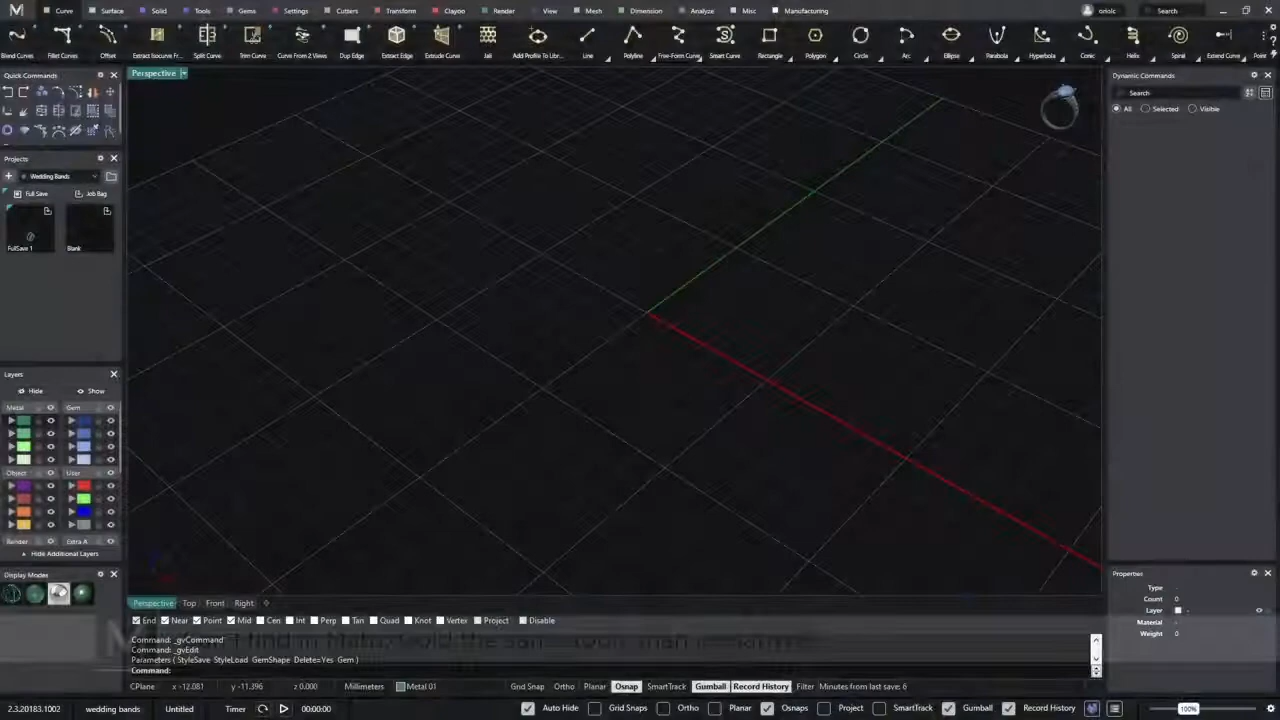 Curve Surface Solid Tools Gems Settings Cutters Transform Clayoo Render View Mesh Dimension Analyze Misc Manufacturing oriolc Search
Blend Curves Fillet Curves Offset Extract Isocurve Fr... Split Curve Trim Curve Curve From 2 Views Dup Edge Extract Edge Extrude Curve Jali Add Profile To Libr... Line Polyline Free-Form Curve Smart Curve Rectangle Polygon Circle Arc Ellipse Parabola Hyperbola Conic Helix Spiral Extend Curve Point
Quick Commands
Perspective
Dynamic Commands
Search
All Selected Visible
Projects
Wedding Bands
Full Save Job Bag
FullSave 1 Blank
Layers
Hide Show
Metal Gem
Object User
Render Extra A
Hide Additional Layers
Display Modes
Perspective Top Front Right
End Near Point Mid Cen Int Perp Tan Quad Knot Vertex Project Disable
Command: _gvCommand
Command: _gvEdit
Parameters ( StyleSave StyleLoad GemShape Delete=Yes Gem )
Command:
Properties
Type
Count 0
Layer -
Material -
Weight 0
CPlane x -12.081 y -11.396 z 0.000 Millimeters Metal 01 Grid Snap Ortho Planar Osnap SmartTrack Gumball Record History Filter Minutes from last save: 6
2.3.20183.1002 wedding bands Untitled Timer 00:00:00 Auto Hide Grid Snaps Ortho Planar Osnaps Project SmartTrack Gumball Record History 100%